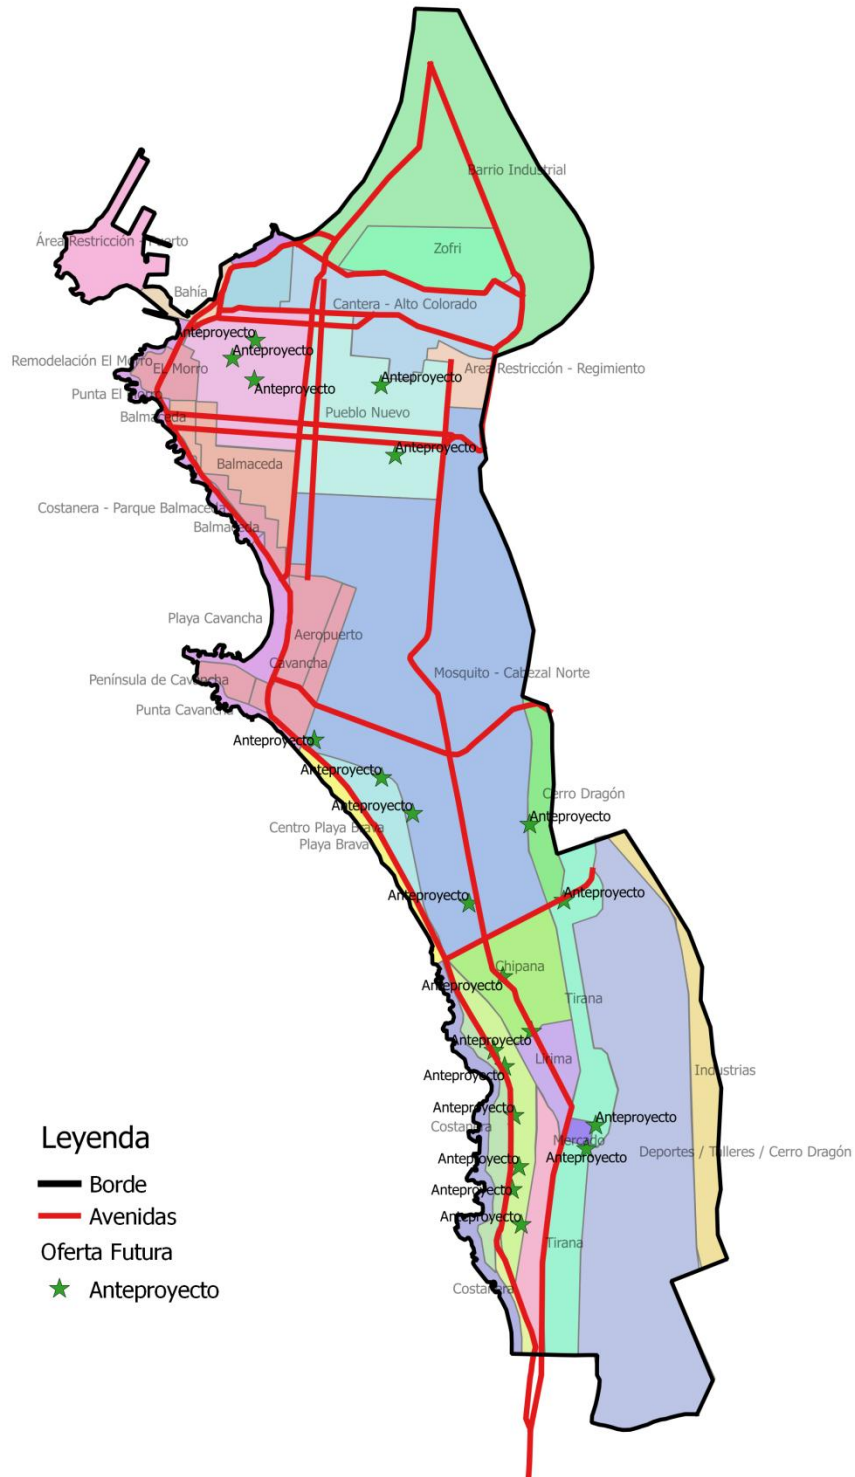 Barrio Industrial
Área Restricción - Puerto
Zofri
Bahía
Cantera - Alto Colorado
Anteproyecto
Anteproyecto
Remodelación El Morro
EL Morro
Área Restricción - Regimiento
Anteproyecto
Anteproyecto
Punta El Morro
Pueblo Nuevo
Balmaceda
Anteproyecto
Balmaceda
Costanera - Parque Balmaceda
Balmaceda
Playa Cavancha
Aeropuerto
Cavancha
Mosquito - Cabezal Norte
Península de Cavancha
Punta Cavancha
Anteproyecto
Anteproyecto
Cerro Dragón
Anteproyecto
Anteproyecto
Centro Playa Brava
Playa Brava
Anteproyecto
Anteproyecto
Chipana
Anteproyecto
Tirana
Anteproyecto
Lirima
Anteproyecto
Industrias
Anteproyecto
Anteproyecto
Costanera
Mercado
Deportes / Talleres / Cerro Dragón
Anteproyecto
Anteproyecto
Anteproyecto
Anteproyecto
Tirana
Costanera
Leyenda
Borde
Avenidas
Oferta Futura
Anteproyecto